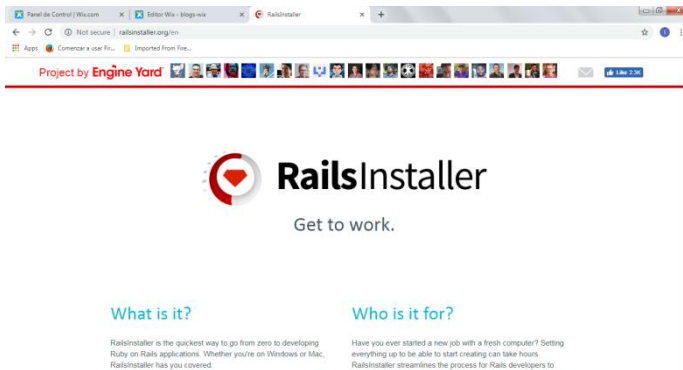 Panel de Control | Wix.com
Editor Wix - blogs-wix
RailsInstaller
Not secure | railsinstaller.org/en
Apps
Comenzar a usar Fir...
Imported From Fire...
Project by Engine Yard
Like 2.3K
RailsInstaller
Get to work.
What is it?
RailsInstaller is the quickest way to go from zero to developing
Ruby on Rails applications. Whether you're on Windows or Mac,
RailsInstaller has you covered.
Who is it for?
Have you ever started a new job with a fresh computer? Setting
everything up to be able to start creating can take hours.
RailsInstaller streamlines the process for Rails developers to